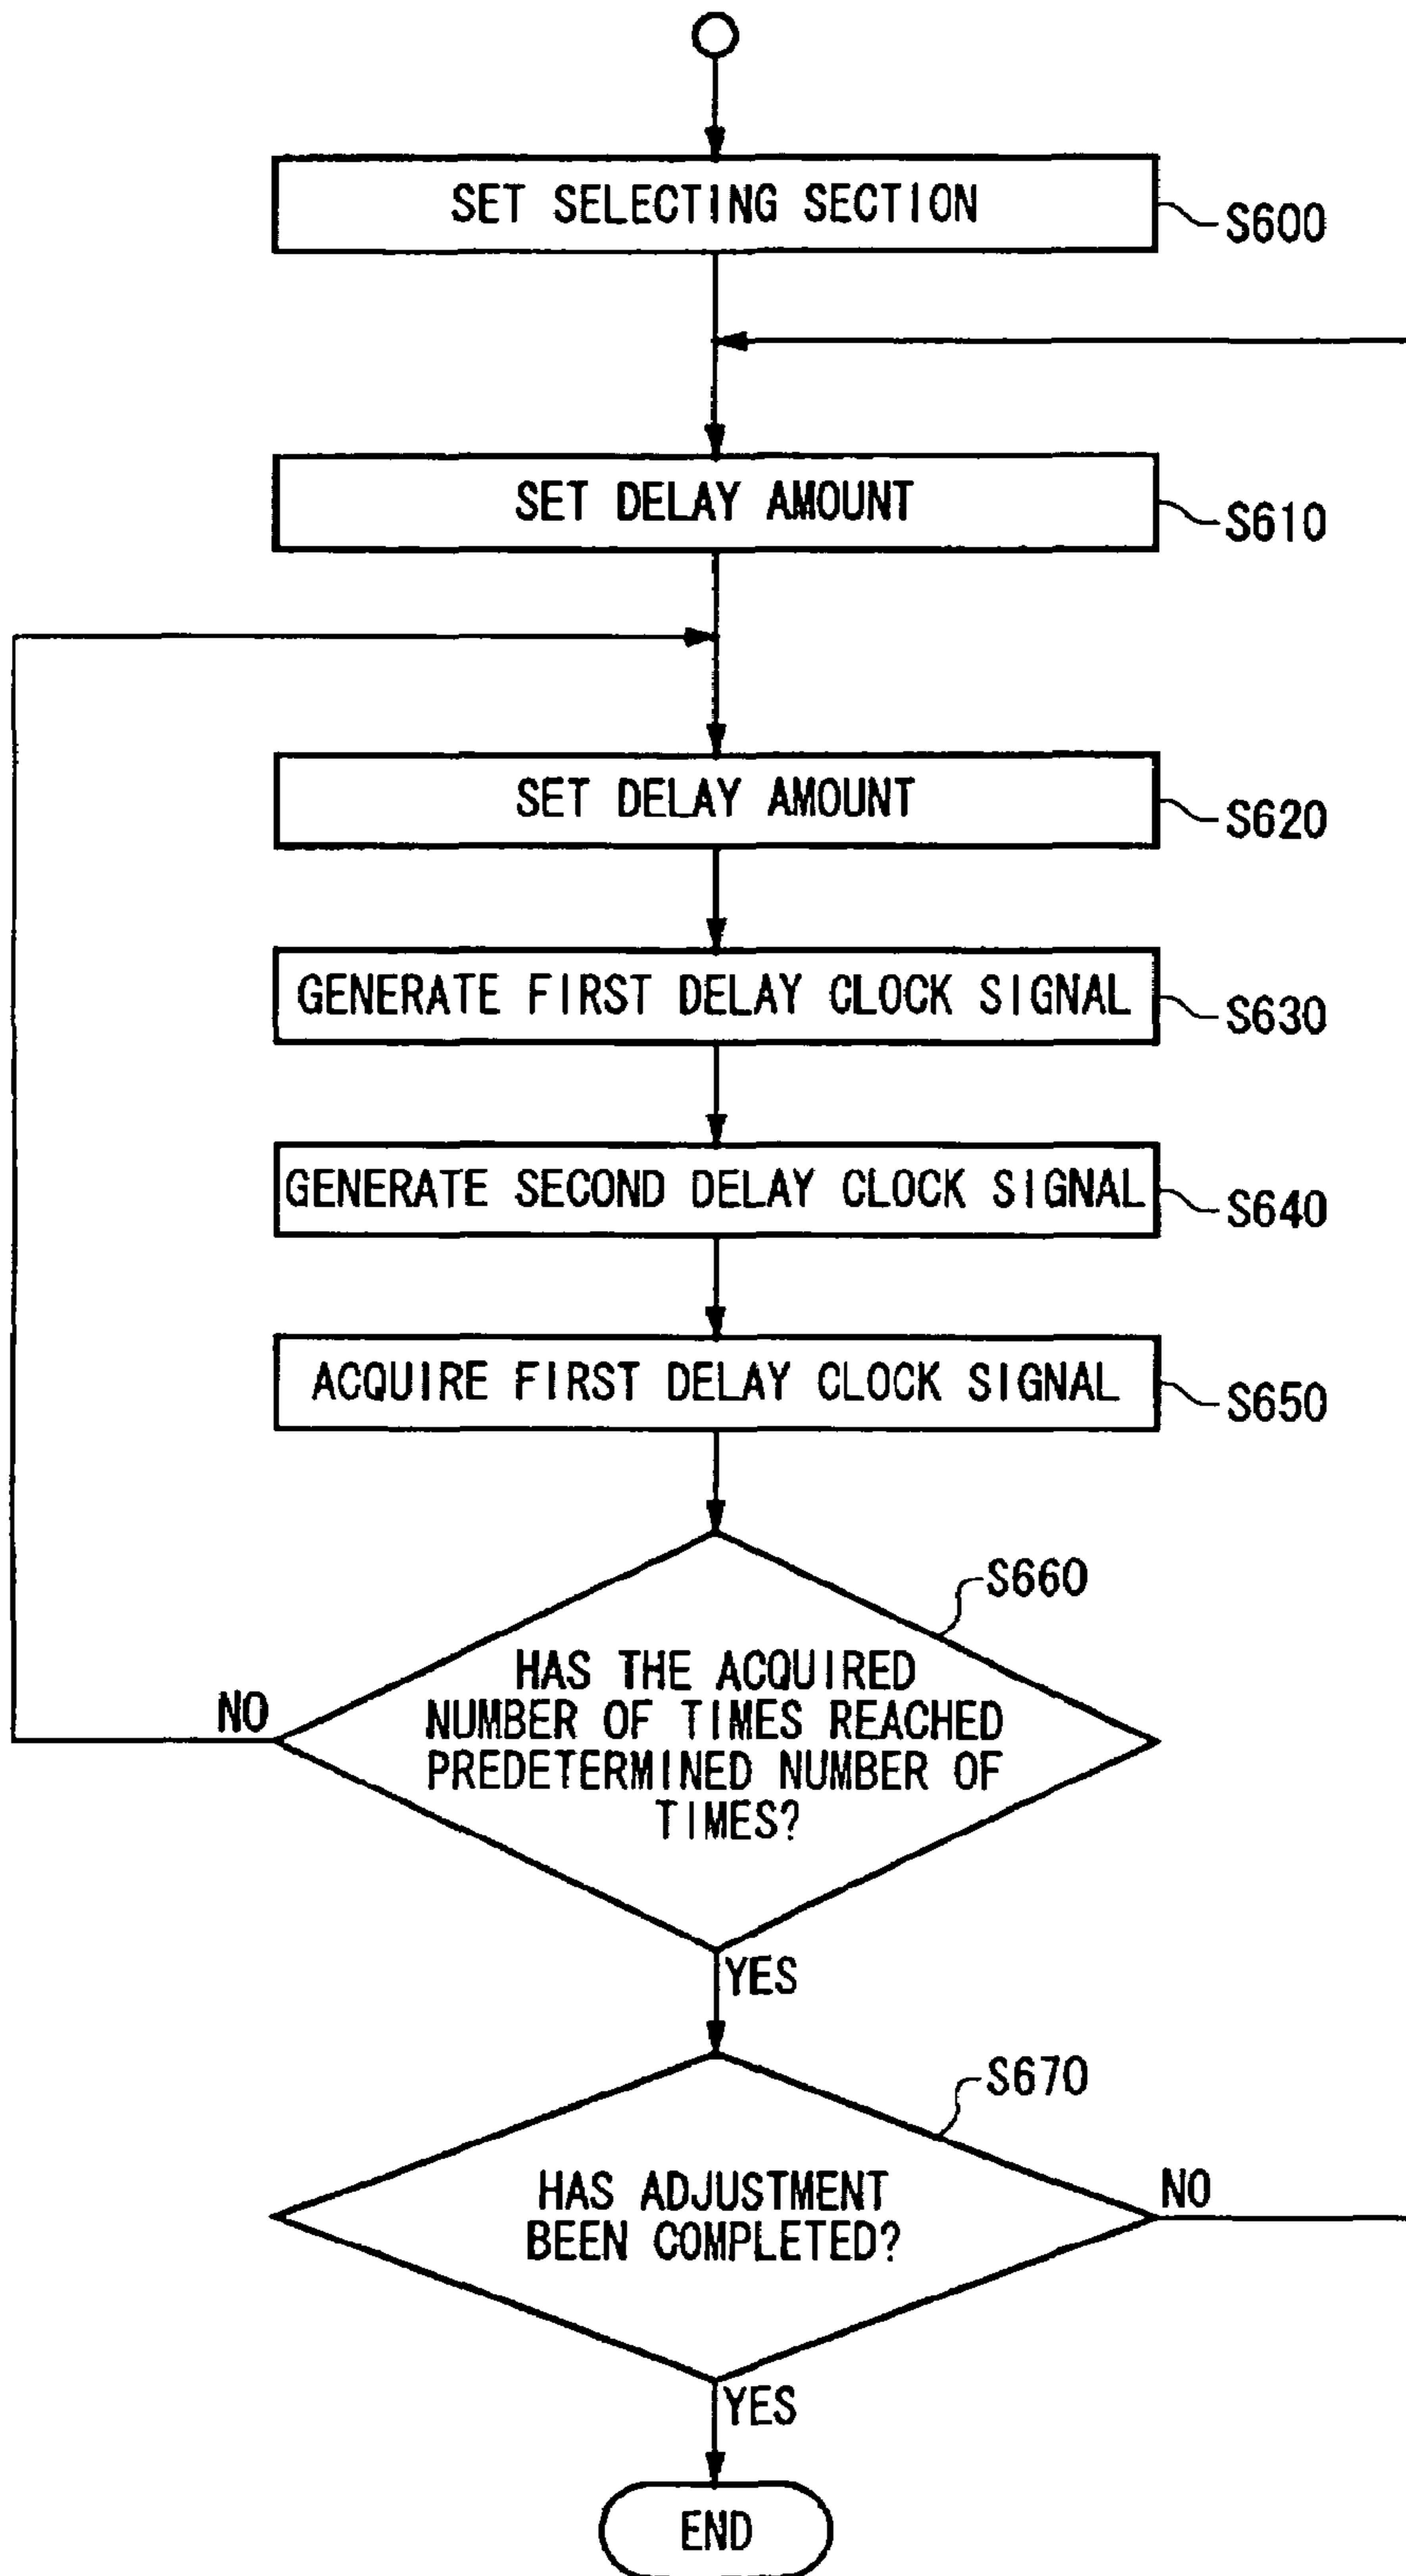 SET SELECTING SECTION
S600
SET DELAY AMOUNT
S610
SET DELAY AMOUNT
S620
GENERATE FIRST DELAY CLOCK SIGNAL
S630
GENERATE SECOND DELAY CLOCK SIGNAL
S640
ACQUIRE FIRST DELAY CLOCK SIGNAL
S650
S660
HAS THE ACQUIRED
NUMBER OF TIMES REACHED
PREDETERMINED NUMBER OF
TIMES?
NO
YES
S670
HAS ADJUSTMENT
BEEN COMPLETED?
NO
YES
END